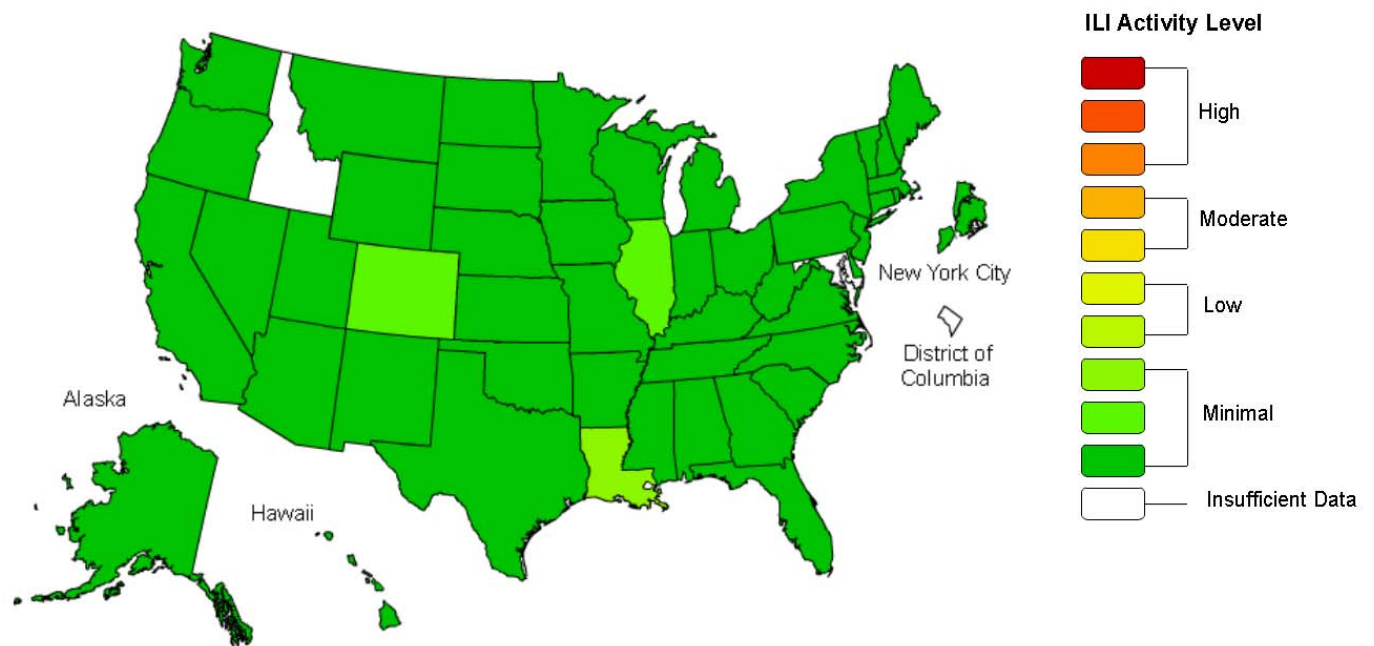 ILI Activity Level
High
Moderate
New York City
Low
District of
Columbia
Alaska
Minimal
Hawaii
Insufficient Data